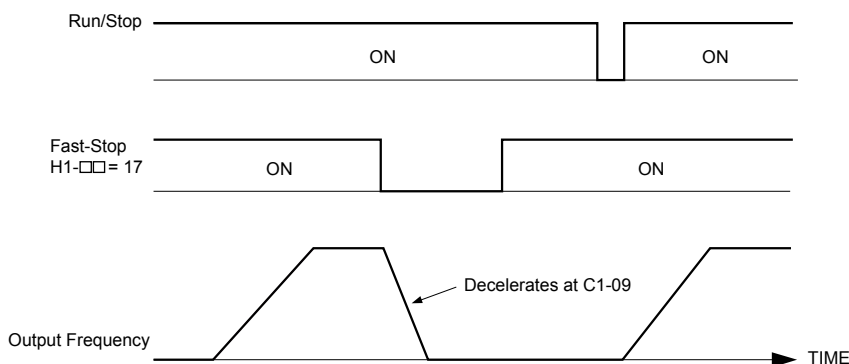 Run/Stop
ON
ON
Fast-Stop
H1-□□= 17
ON
ON
Decelerates at C1-09
Output Frequency
TIME